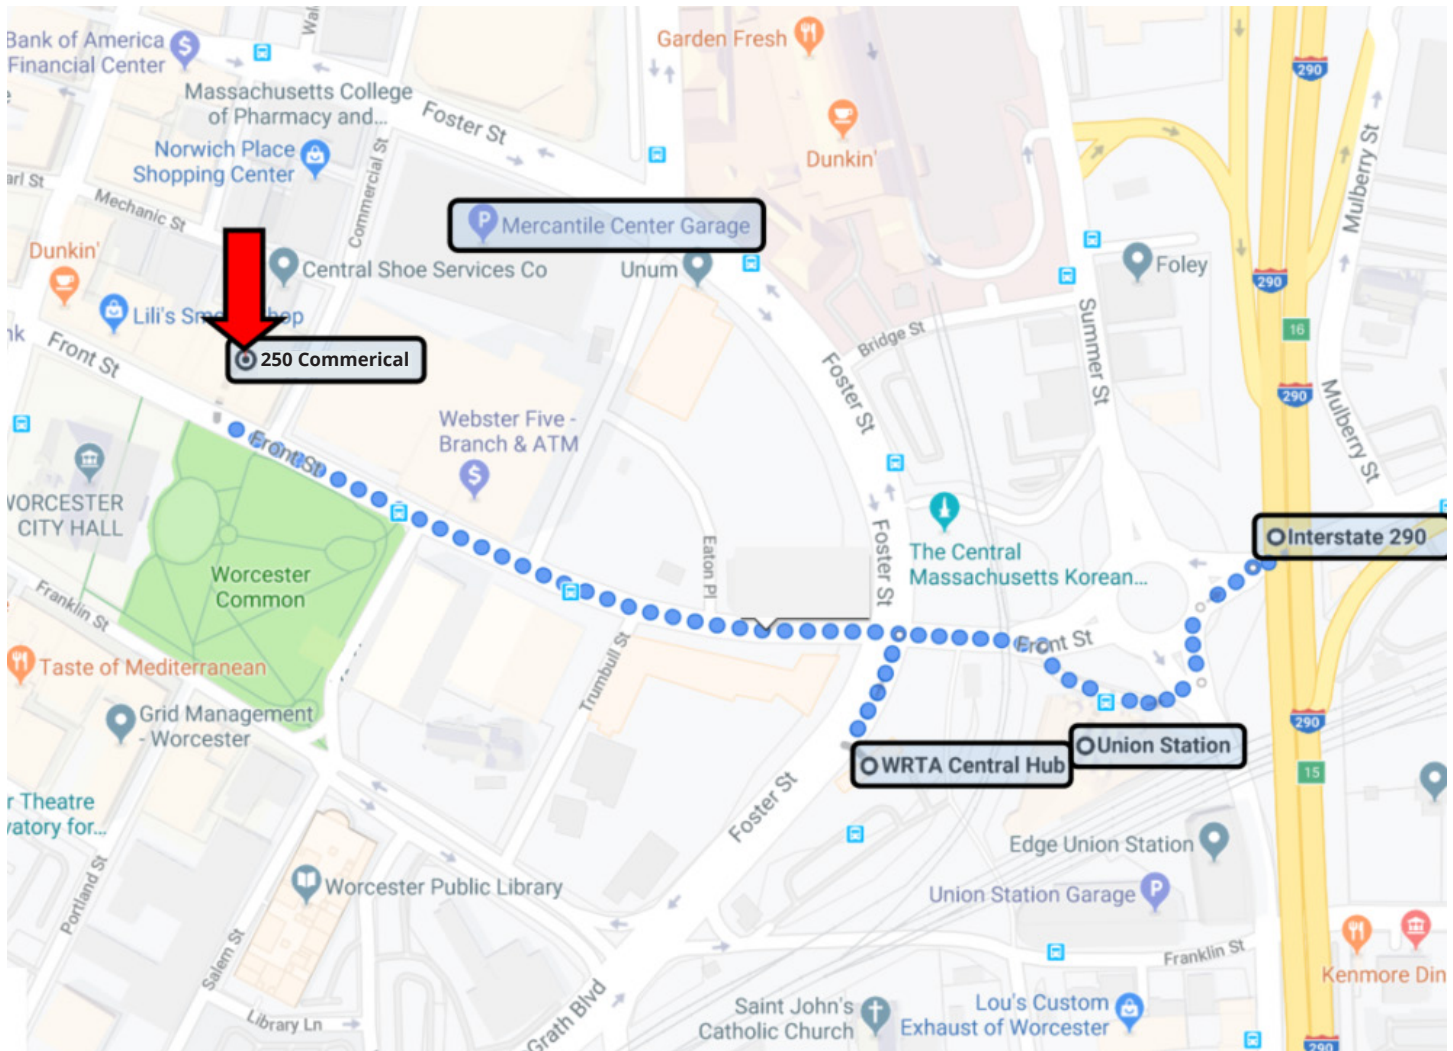 Bank of America
Financial Center
Garden Fresh
290
Massachusetts College
of Pharmacy and...
Foster St
Norwich Place
Shopping Center
Commercial St
Dunkin'
Mulberry St
Mechanic St
Mercantile Center Garage
Dunkin'
Central Shoe Services Co
Unum
Foley
290
Lili's Smo
hop
Front St
250 Commerical
Bridge St
Summer St
16
290
Foster St
Mulberry St
Webster Five -
Branch & ATM
Front St
WORCESTER
CITY HALL
Foster St
The Central
Massachusetts Korean...
Interstate 290
Eaton Pl
Worcester
Common
Franklin St
Front St
Taste of Mediterranean
Trumbull St
Grid Management
- Worcester
290
Union Station
WRTA Central Hub
15
r Theatre
vatory for...
Foster St
Edge Union Station
Worcester Public Library
Union Station Garage
Portland St
Salem St
Franklin St
Kenmore Din
Library Ln
Grath Blvd
Saint John's
Catholic Church
Lou's Custom
Exhaust of Worcester
290